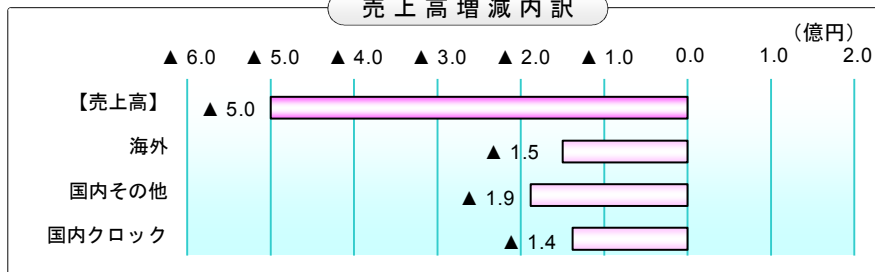 売上高増減内訳
（億円）
▲ 6.0 ▲ 5.0 ▲ 4.0 ▲ 3.0 ▲ 2.0 ▲ 1.0 0.0 1.0 2.0
【売上高】 ▲ 5.0
海外 ▲ 1.5
国内その他 ▲ 1.9
国内クロック ▲ 1.4